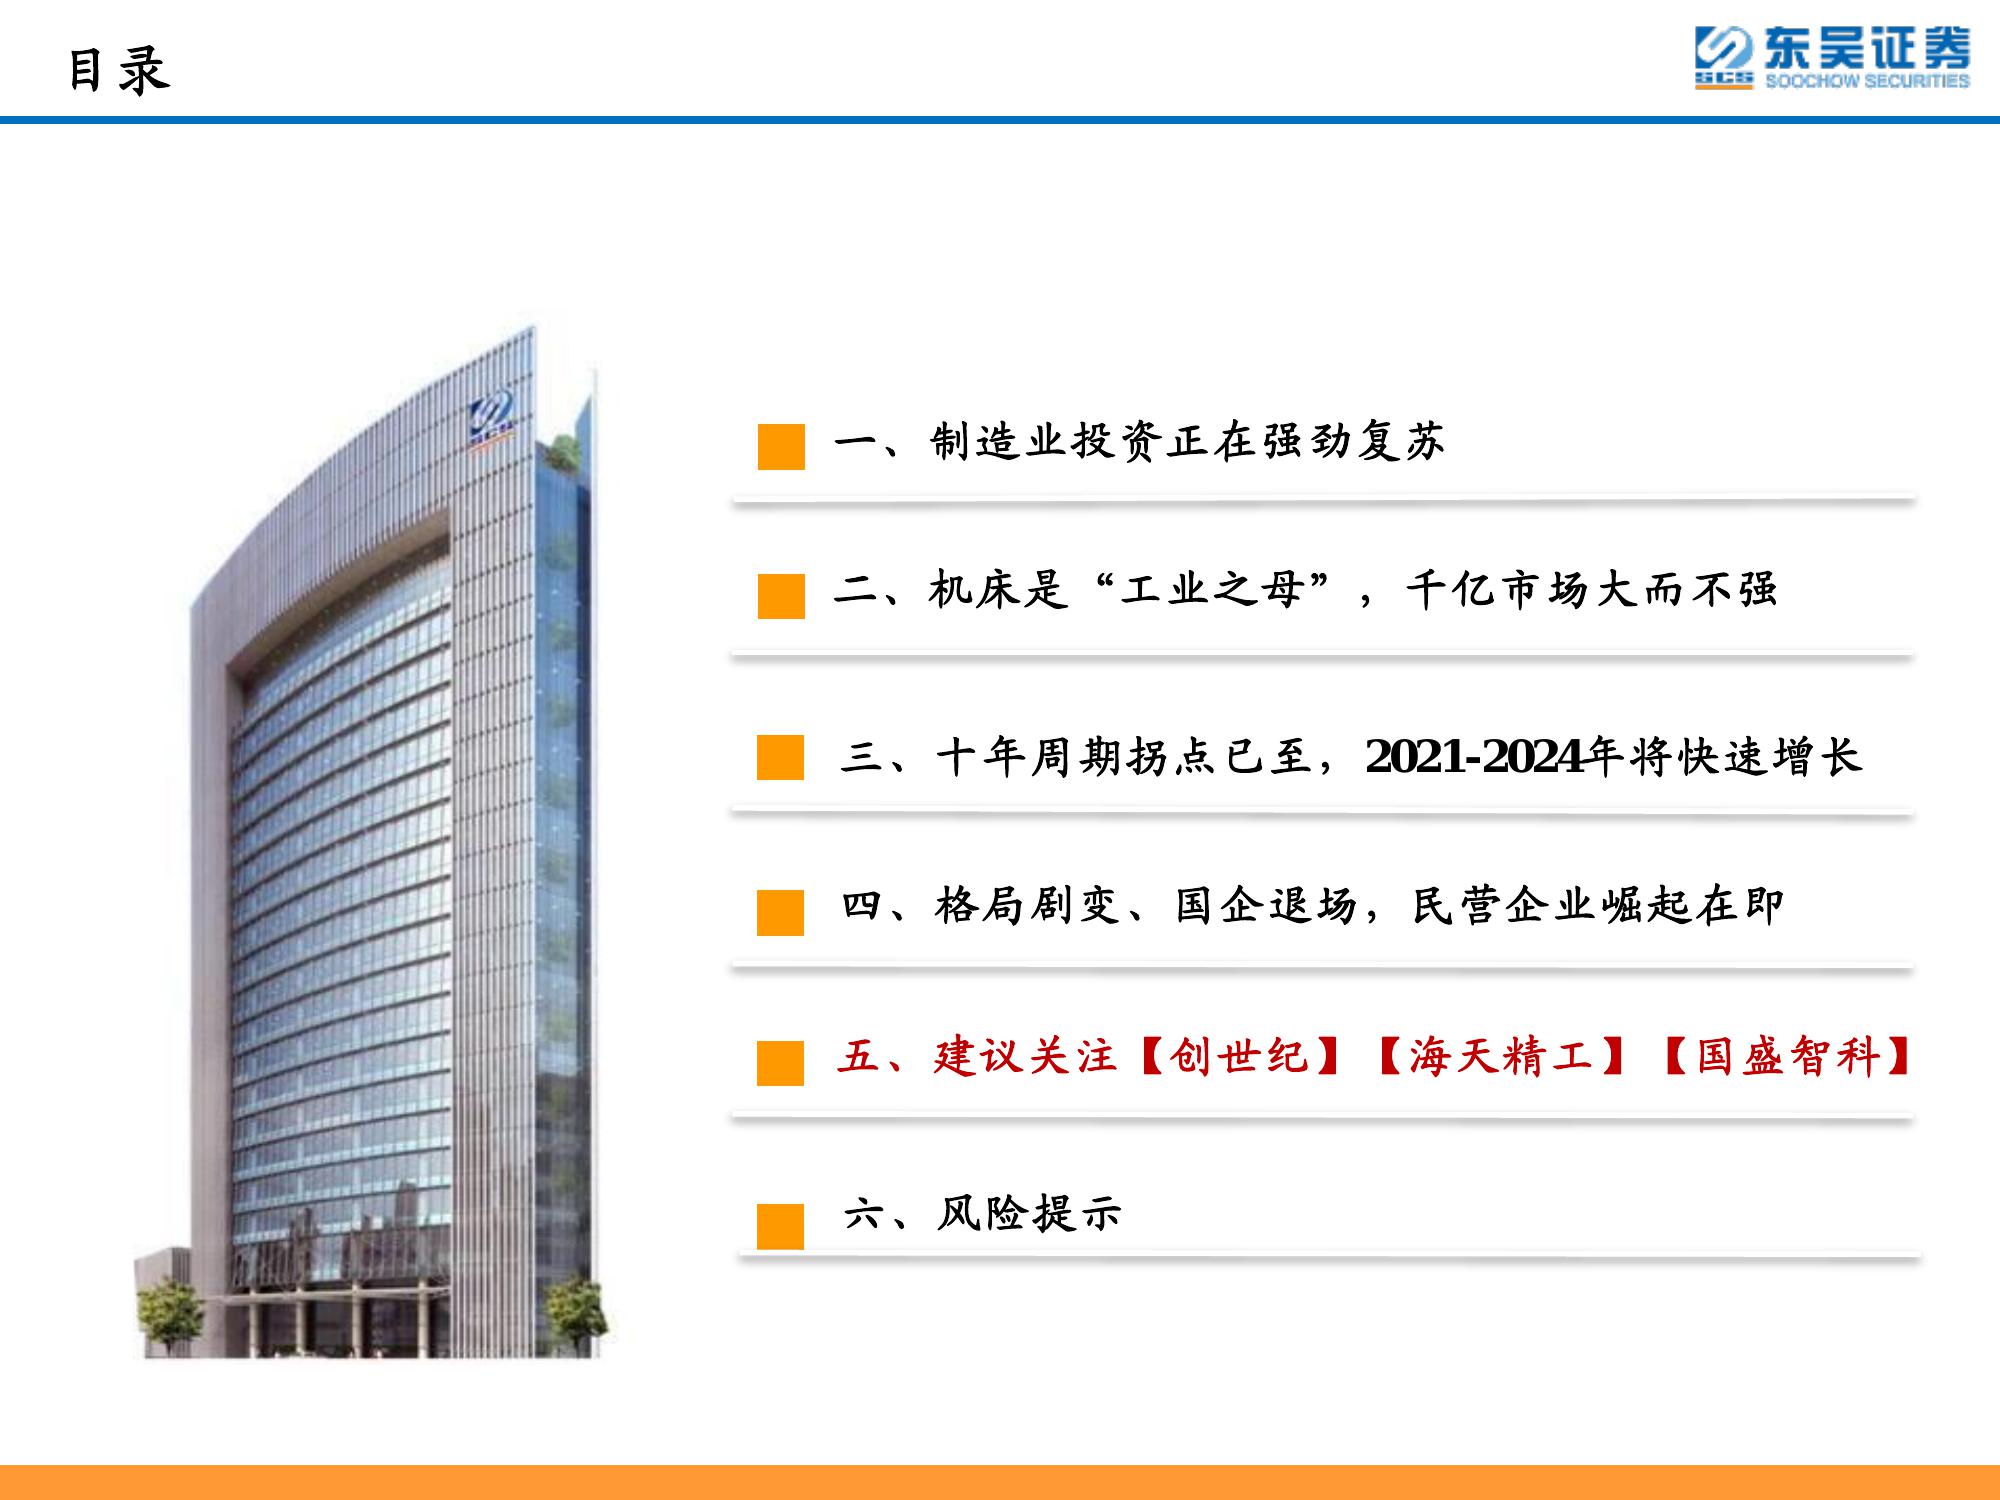 目录
东吴证券
SCS
SOOCHOW SECURITIES
SCS
一、制造业投资正在强劲复苏
二、机床是“工业之母”，千亿市场大而不强
三、十年周期拐点已至，2021-2024年将快速增长
四、格局剧变、国企退场，民营企业崛起在即
五、建议关注【创世纪】【海天精工】【国盛智科】
六、风险提示